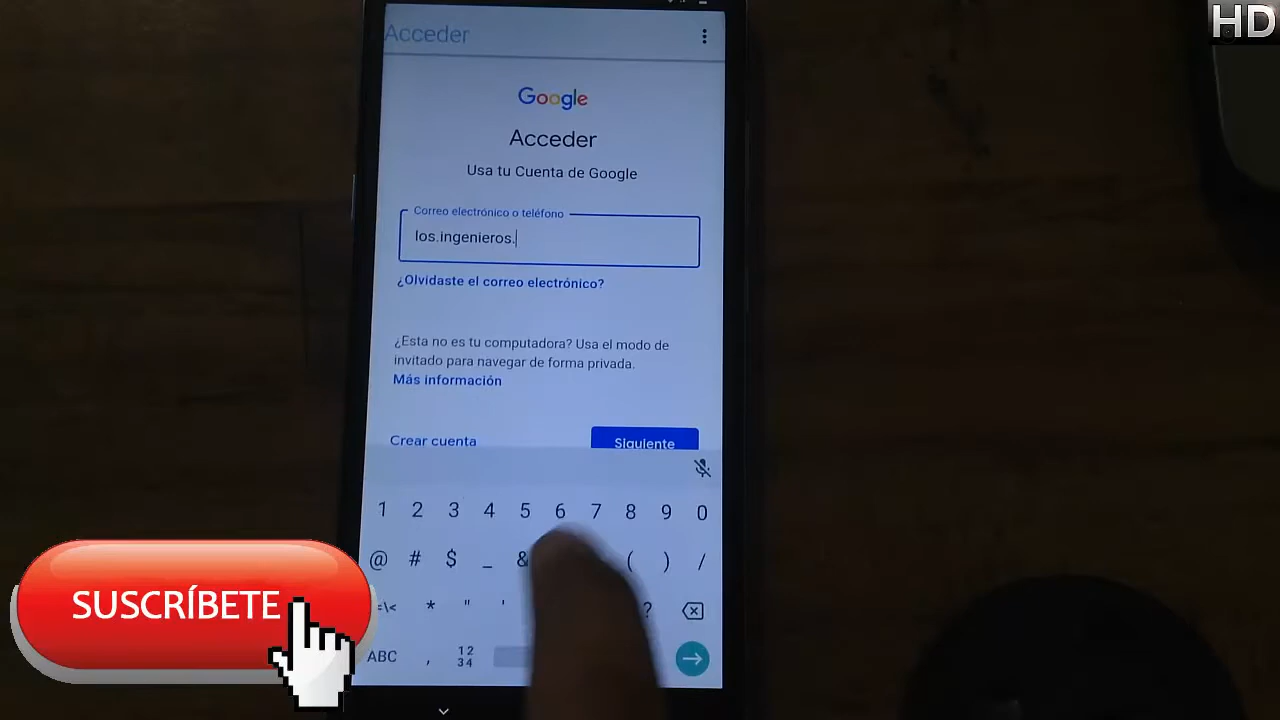 HD
Acceder
Google
Acceder
Usa tu Cuenta de Google
Correo electrónico o teléfono
los.ingenieros.
¿Olvidaste el correo electrónico?
¿Esta no es tu computadora? Usa el modo de
invitado para navegar de forma privada.
Más información
Crear cuenta
Siguiente
1 2 3 4 5 6 7 8 9 0
@ # $ _ & ( ) /
=\< * " ' ?
ABC , 12
34
SUSCRÍBETE